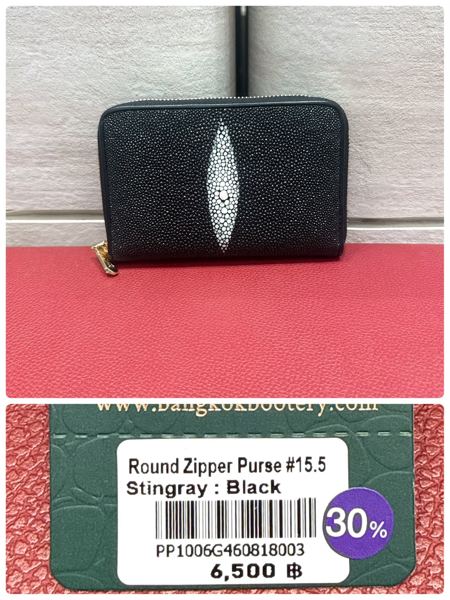 www.bangkokbootery.com
Round Zipper Purse #15.5
Stingray : Black
30%
PP1006G460818003
6,500 ฿